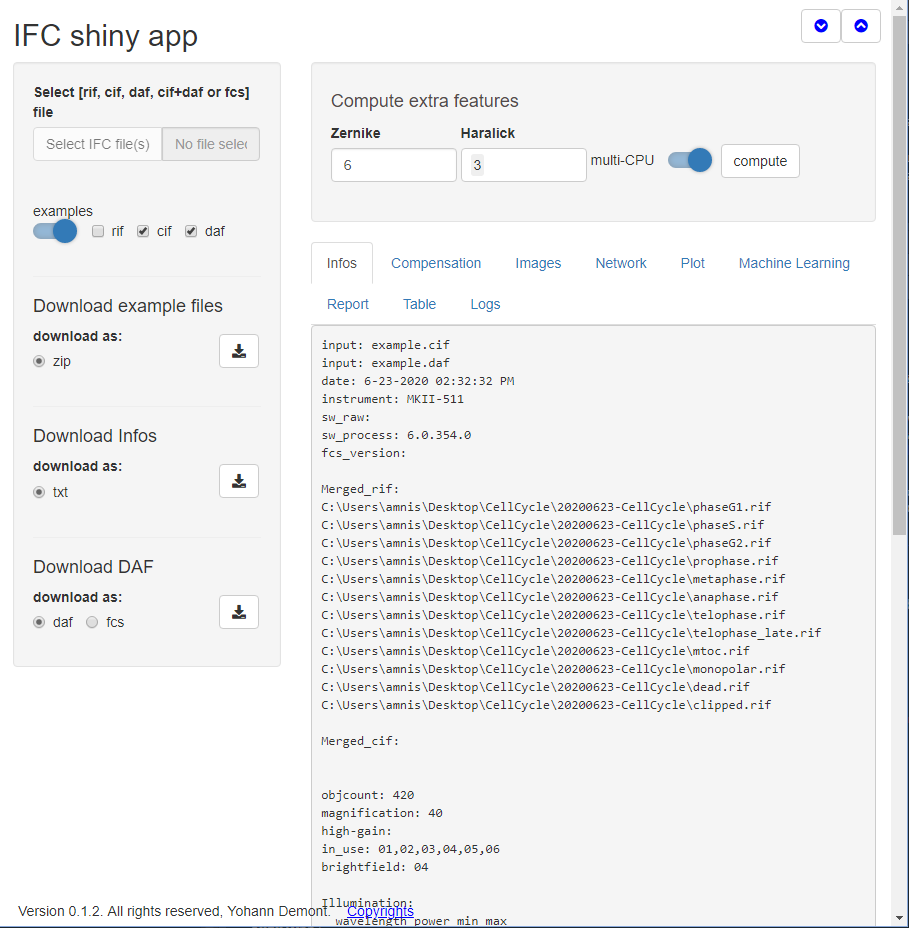 IFC shiny app
Select [rif, cif, daf, cif+daf or fcs]
file
Select IFC file(s) No file selec
examples
rif cif daf
Download example files
download as:
zip
Download Infos
download as:
txt
Download DAF
download as:
daf fcs
Compute extra features
Zernike Haralick
6 3 multi-CPU compute
Infos Compensation Images Network Plot Machine Learning
Report Table Logs
input: example.cif
input: example.daf
date: 6-23-2020 02:32:32 PM
instrument: MKII-511
sw_raw:
sw_process: 6.0.354.0
fcs_version:
Merged_rif:
C:\Users\amnis\Desktop\CellCycle\20200623-CellCycle\phaseG1.rif
C:\Users\amnis\Desktop\CellCycle\20200623-CellCycle\phaseS.rif
C:\Users\amnis\Desktop\CellCycle\20200623-CellCycle\phaseG2.rif
C:\Users\amnis\Desktop\CellCycle\20200623-CellCycle\prophase.rif
C:\Users\amnis\Desktop\CellCycle\20200623-CellCycle\metaphase.rif
C:\Users\amnis\Desktop\CellCycle\20200623-CellCycle\anaphase.rif
C:\Users\amnis\Desktop\CellCycle\20200623-CellCycle\telophase.rif
C:\Users\amnis\Desktop\CellCycle\20200623-CellCycle\telophase_late.rif
C:\Users\amnis\Desktop\CellCycle\20200623-CellCycle\mtoc.rif
C:\Users\amnis\Desktop\CellCycle\20200623-CellCycle\monopolar.rif
C:\Users\amnis\Desktop\CellCycle\20200623-CellCycle\dead.rif
C:\Users\amnis\Desktop\CellCycle\20200623-CellCycle\clipped.rif
Merged_cif:
objcount: 420
magnification: 40
high-gain:
in_use: 01,02,03,04,05,06
brightfield: 04
Illumination:
wavelength power min max
Version 0.1.2. All rights reserved, Yohann Demont. Copyrights